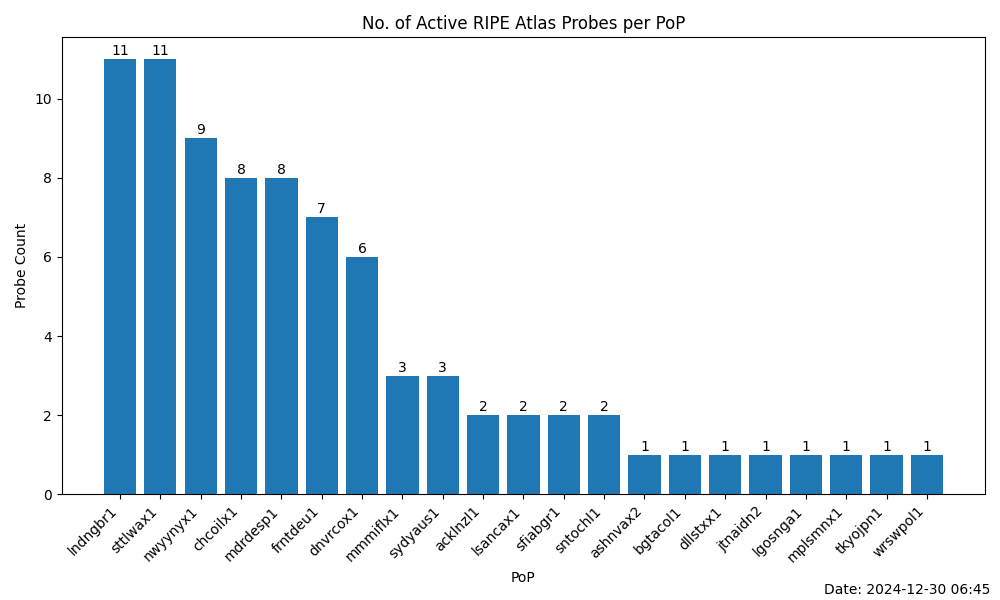 No. of Active RIPE Atlas Probes per PoP
11 11 9 8 8 7 6 3 3 2 2 2 2 1 1 1 1 1 1 1 1
Probe Count
10
8
6
4
2
0
lndngbr1 sttlwax1 nwyynyx1 chcoilx1 mdrdesp1 frntdeu1 dnvrcox1 mmmiflx1 sydyaus1 acklnzl1 lsancax1 sfiabgr1 sntochl1 ashnvax2 bgtacol1 dllstxx1 jtnaidn2 lgosnga1 mplsmnx1 tkyojpn1 wrswpol1
PoP
Date: 2024-12-30 06:45